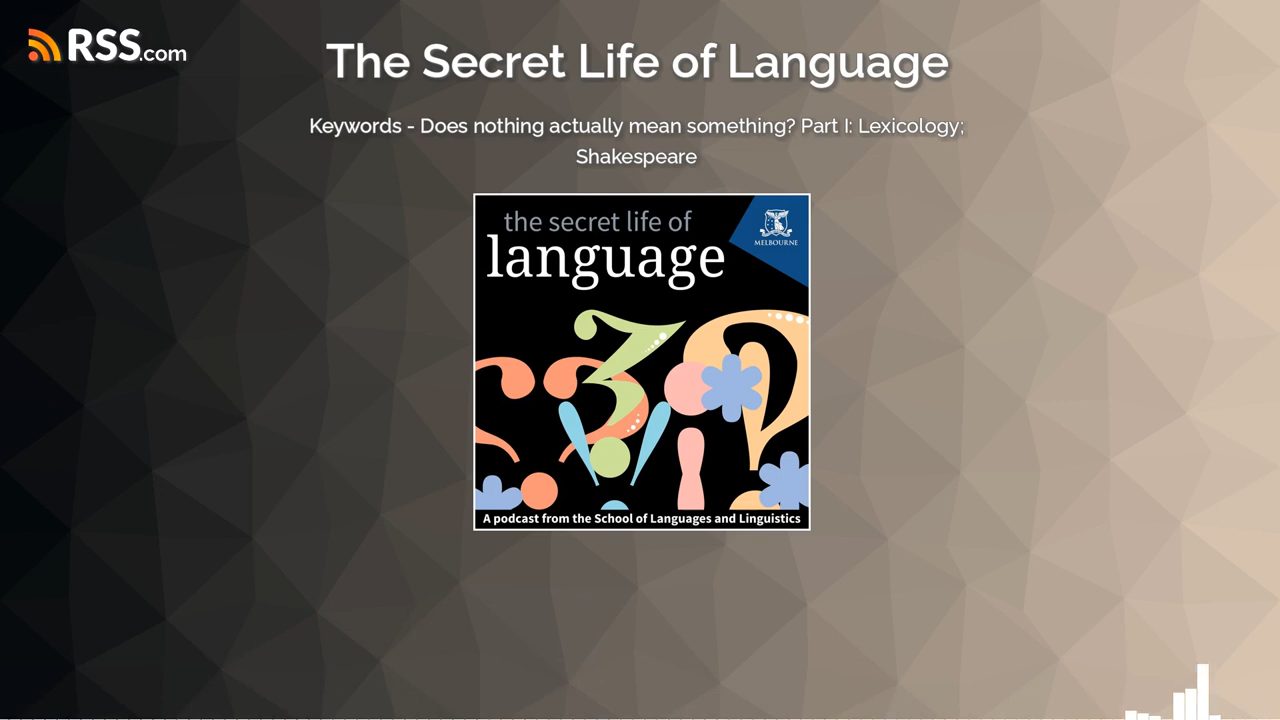 RSS.com
The Secret Life of Language
Keywords - Does nothing actually mean something? Part I: Lexicology;
Shakespeare
the secret life of
language
MELBOURNE
A podcast from the School of Languages and Linguistics